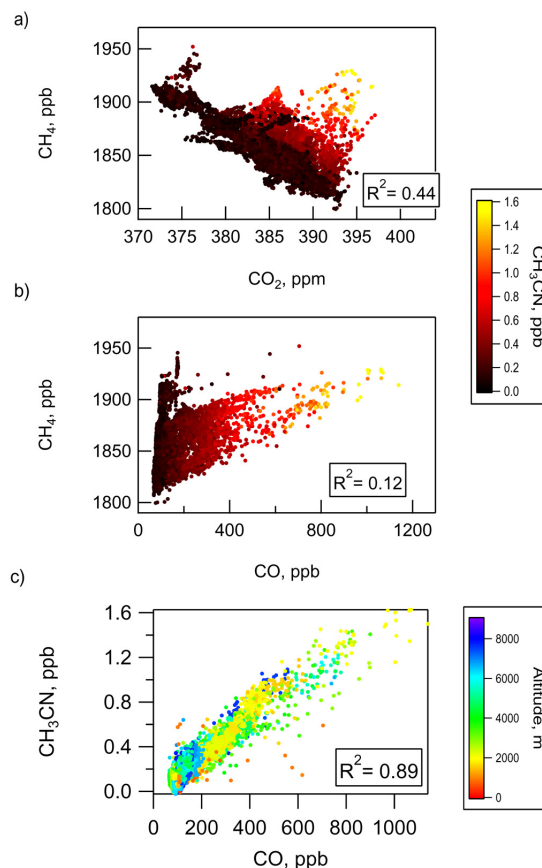 a)
1950
1900
1850
1800
CH₄, ppb
R²= 0.44
370 375 380 385 390 395 400
CO₂, ppm
1.6
1.4
1.2
1.0
0.8
0.6
0.4
0.2
0.0
CH₃CN, ppb
b)
1950
1900
1850
1800
CH₄, ppb
R²= 0.12
0 400 800 1200
CO, ppb
c)
1.6
1.2
0.8
0.4
0.0
CH₃CN, ppb
R²= 0.89
0 200 400 600 800 1000
CO, ppb
8000
6000
4000
2000
0
Altitude, m